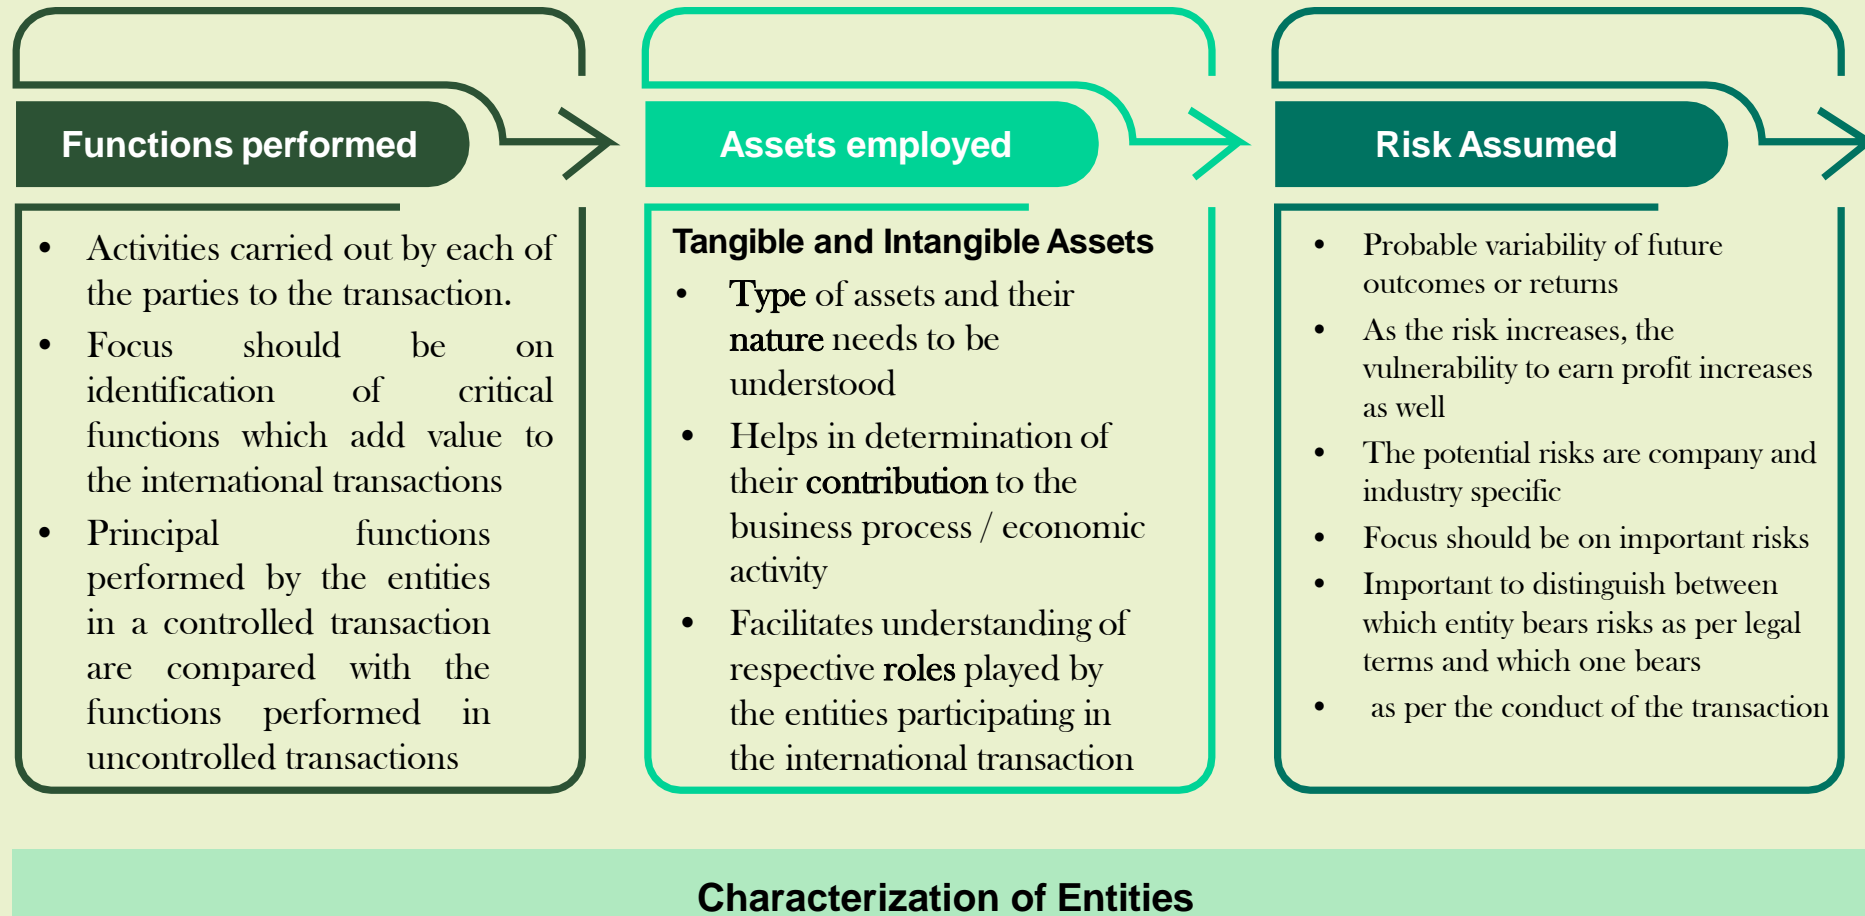 Functions performed
• Activities carried out by each of
the parties to the transaction.
• Focus should be on
identification of critical
functions which add value to
the international transactions
• Principal functions
performed by the entities
in a controlled transaction
are compared with the
functions performed in
uncontrolled transactions
Assets employed
Tangible and Intangible Assets
• Type of assets and their
nature needs to be
understood
• Helps in determination of
their contribution to the
business process / economic
activity
• Facilitates understanding of
respective roles played by
the entities participating in
the international transaction
Risk Assumed
• Probable variability of future
outcomes or returns
• As the risk increases, the
vulnerability to earn profit increases
as well
• The potential risks are company and
industry specific
• Focus should be on important risks
• Important to distinguish between
which entity bears risks as per legal
terms and which one bears
• as per the conduct of the transaction
Characterization of Entities